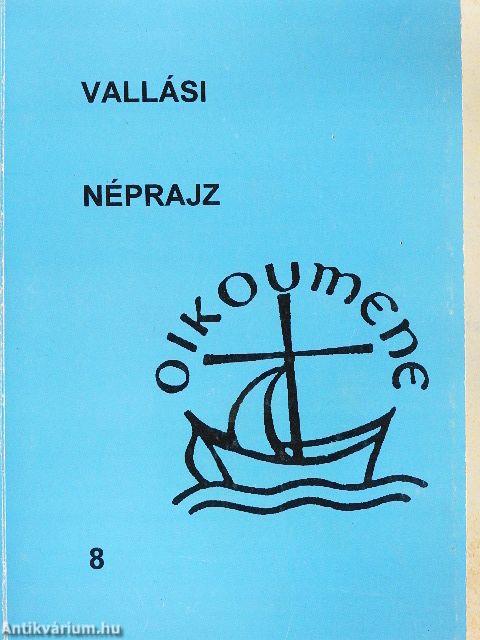 VALLÁSI
NÉPRAJZ
OIKOUMENE
8
Antikvárium.hu